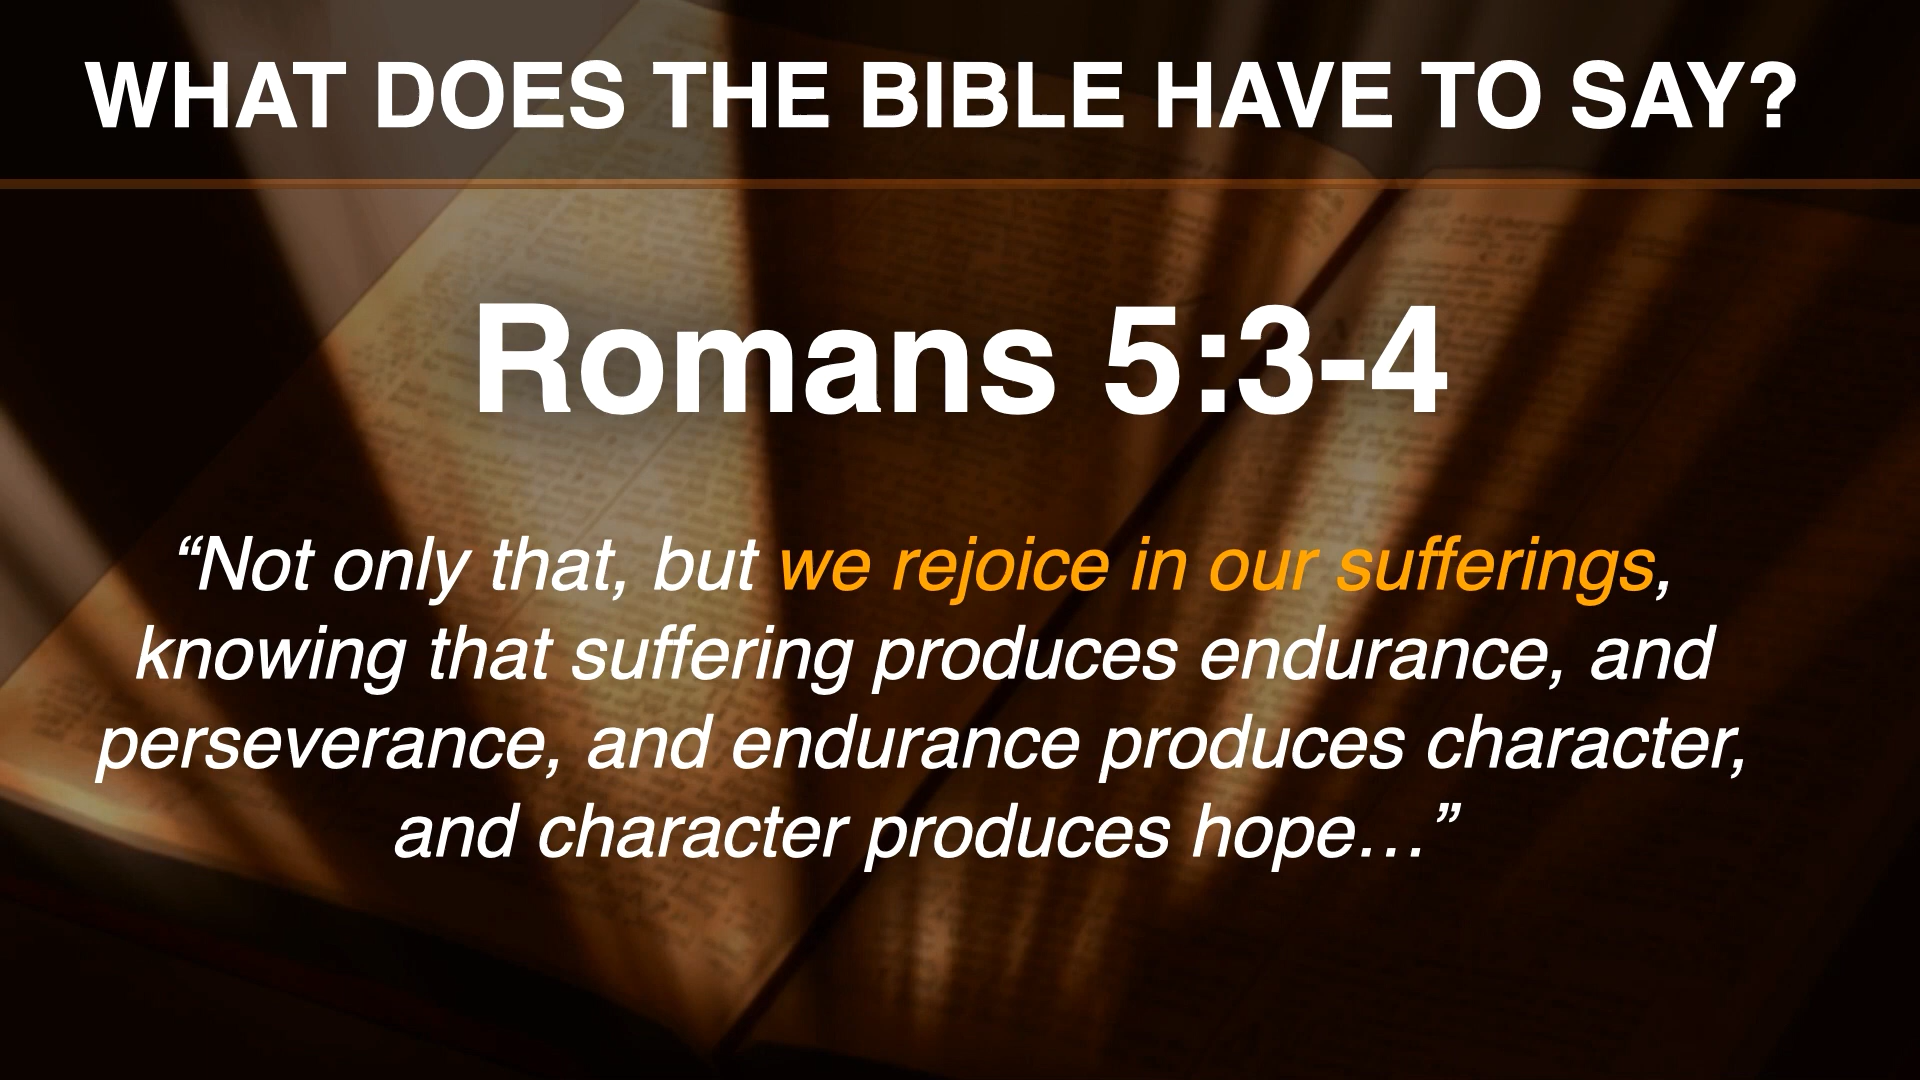 WHAT DOES THE BIBLE HAVE TO SAY?
Romans 5:3-4
“Not only that, but we rejoice in our sufferings,
knowing that suffering produces endurance, and
perseverance, and endurance produces character,
and character produces hope…”